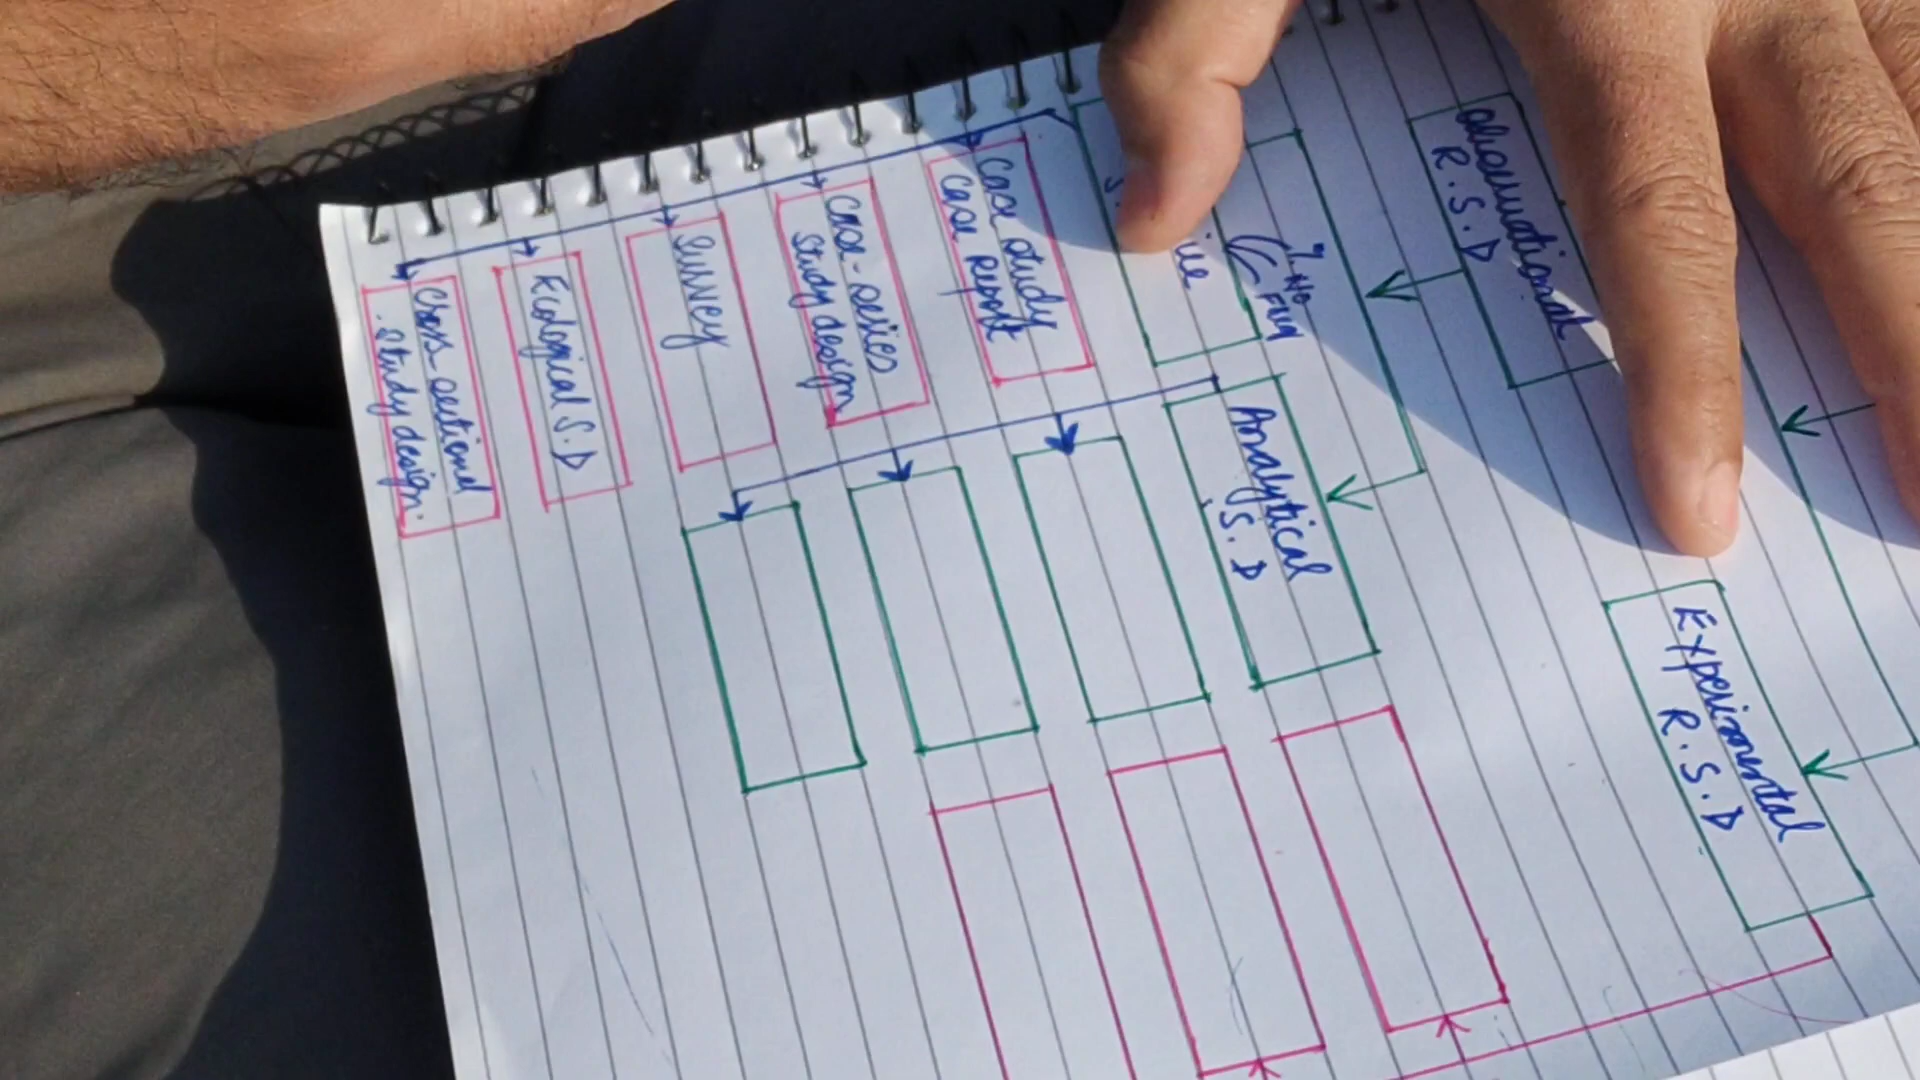 Observational
R.S.D
Experimental
R.S.D
Analytical
S.D
Case study
Case Report
Case-series
study design
Survey
Ecological S.D
Cross sectional
study design.